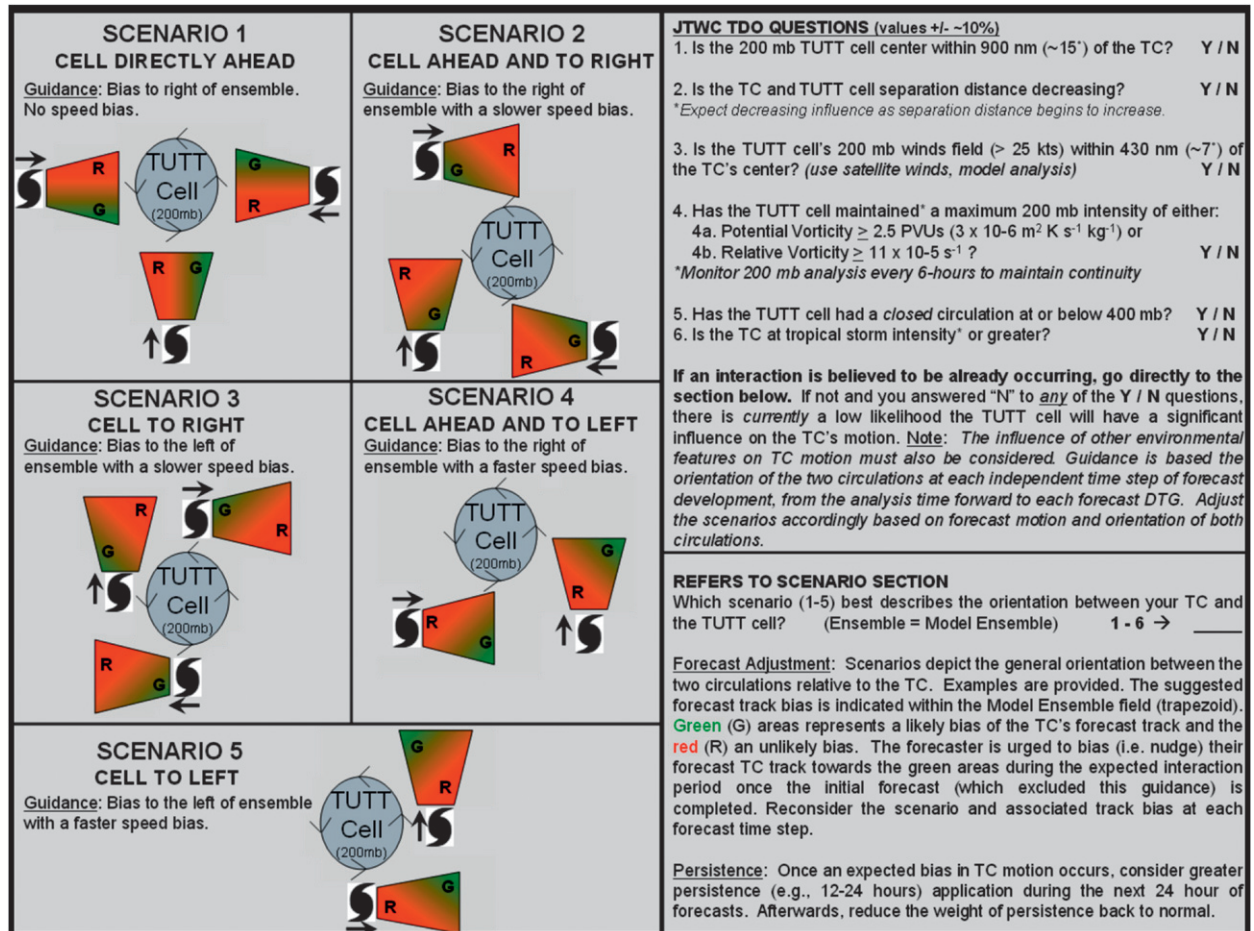 SCENARIO 1
CELL DIRECTLY AHEAD
Guidance: Bias to right of ensemble.
No speed bias.
R
G
TUTT
Cell
(200mb)
G
R
R
G
SCENARIO 2
CELL AHEAD AND TO RIGHT
Guidance: Bias to the right of
ensemble with a slower speed bias.
R
G
TUTT
Cell
(200mb)
R
G
G
R
SCENARIO 3
CELL TO RIGHT
Guidance: Bias to the left of
ensemble with a slower speed bias.
R
G
G
R
TUTT
Cell
(200mb)
R
G
SCENARIO 4
CELL AHEAD AND TO LEFT
Guidance: Bias to the right of
ensemble with a faster speed bias.
TUTT
Cell
(200mb)
G
R
R
G
SCENARIO 5
CELL TO LEFT
Guidance: Bias to the left of ensemble
with a faster speed bias.
G
R
TUTT
Cell
(200mb)
G
R
JTWC TDO QUESTIONS (values +/- ~10%)
1. Is the 200 mb TUTT cell center within 900 nm (~15°) of the TC? Y / N
2. Is the TC and TUTT cell separation distance decreasing? Y / N
*Expect decreasing influence as separation distance begins to increase.
3. Is the TUTT cell's 200 mb winds field (> 25 kts) within 430 nm (~7°) of
the TC's center? (use satellite winds, model analysis) Y / N
4. Has the TUTT cell maintained* a maximum 200 mb intensity of either:
4a. Potential Vorticity ≥ 2.5 PVUs (3 x 10-6 m² K s⁻¹ kg⁻¹) or
4b. Relative Vorticity ≥ 11 x 10-5 s⁻¹ ? Y / N
*Monitor 200 mb analysis every 6-hours to maintain continuity
5. Has the TUTT cell had a closed circulation at or below 400 mb? Y / N
6. Is the TC at tropical storm intensity* or greater? Y / N
If an interaction is believed to be already occurring, go directly to the
section below. If not and you answered “N” to any of the Y / N questions,
there is currently a low likelihood the TUTT cell will have a significant
influence on the TC's motion. Note: The influence of other environmental
features on TC motion must also be considered. Guidance is based the
orientation of the two circulations at each independent time step of forecast
development, from the analysis time forward to each forecast DTG. Adjust
the scenarios accordingly based on forecast motion and orientation of both
circulations.
REFERS TO SCENARIO SECTION
Which scenario (1-5) best describes the orientation between your TC and
the TUTT cell? (Ensemble = Model Ensemble) 1 - 6 → _____
Forecast Adjustment: Scenarios depict the general orientation between the
two circulations relative to the TC. Examples are provided. The suggested
forecast track bias is indicated within the Model Ensemble field (trapezoid).
Green (G) areas represents a likely bias of the TC's forecast track and the
red (R) an unlikely bias. The forecaster is urged to bias (i.e. nudge) their
forecast TC track towards the green areas during the expected interaction
period once the initial forecast (which excluded this guidance) is
completed. Reconsider the scenario and associated track bias at each
forecast time step.
Persistence: Once an expected bias in TC motion occurs, consider greater
persistence (e.g., 12-24 hours) application during the next 24 hour of
forecasts. Afterwards, reduce the weight of persistence back to normal.